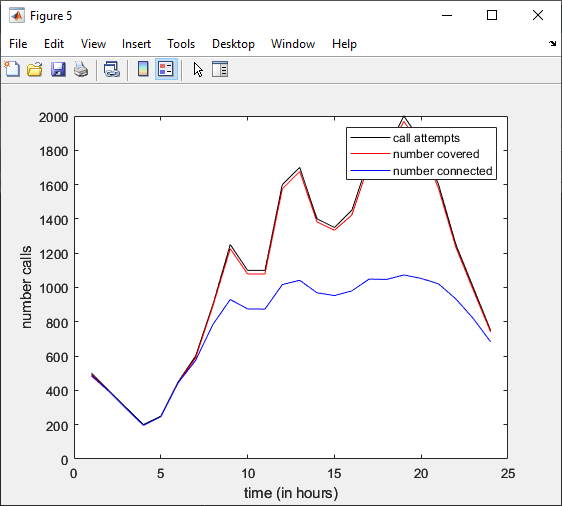 Figure 5
File Edit View Insert Tools Desktop Window Help
2000
1800
1600
1400
1200
1000
800
600
400
200
0
number calls
call attempts
number covered
number connected
0 5 10 15 20 25
time (in hours)